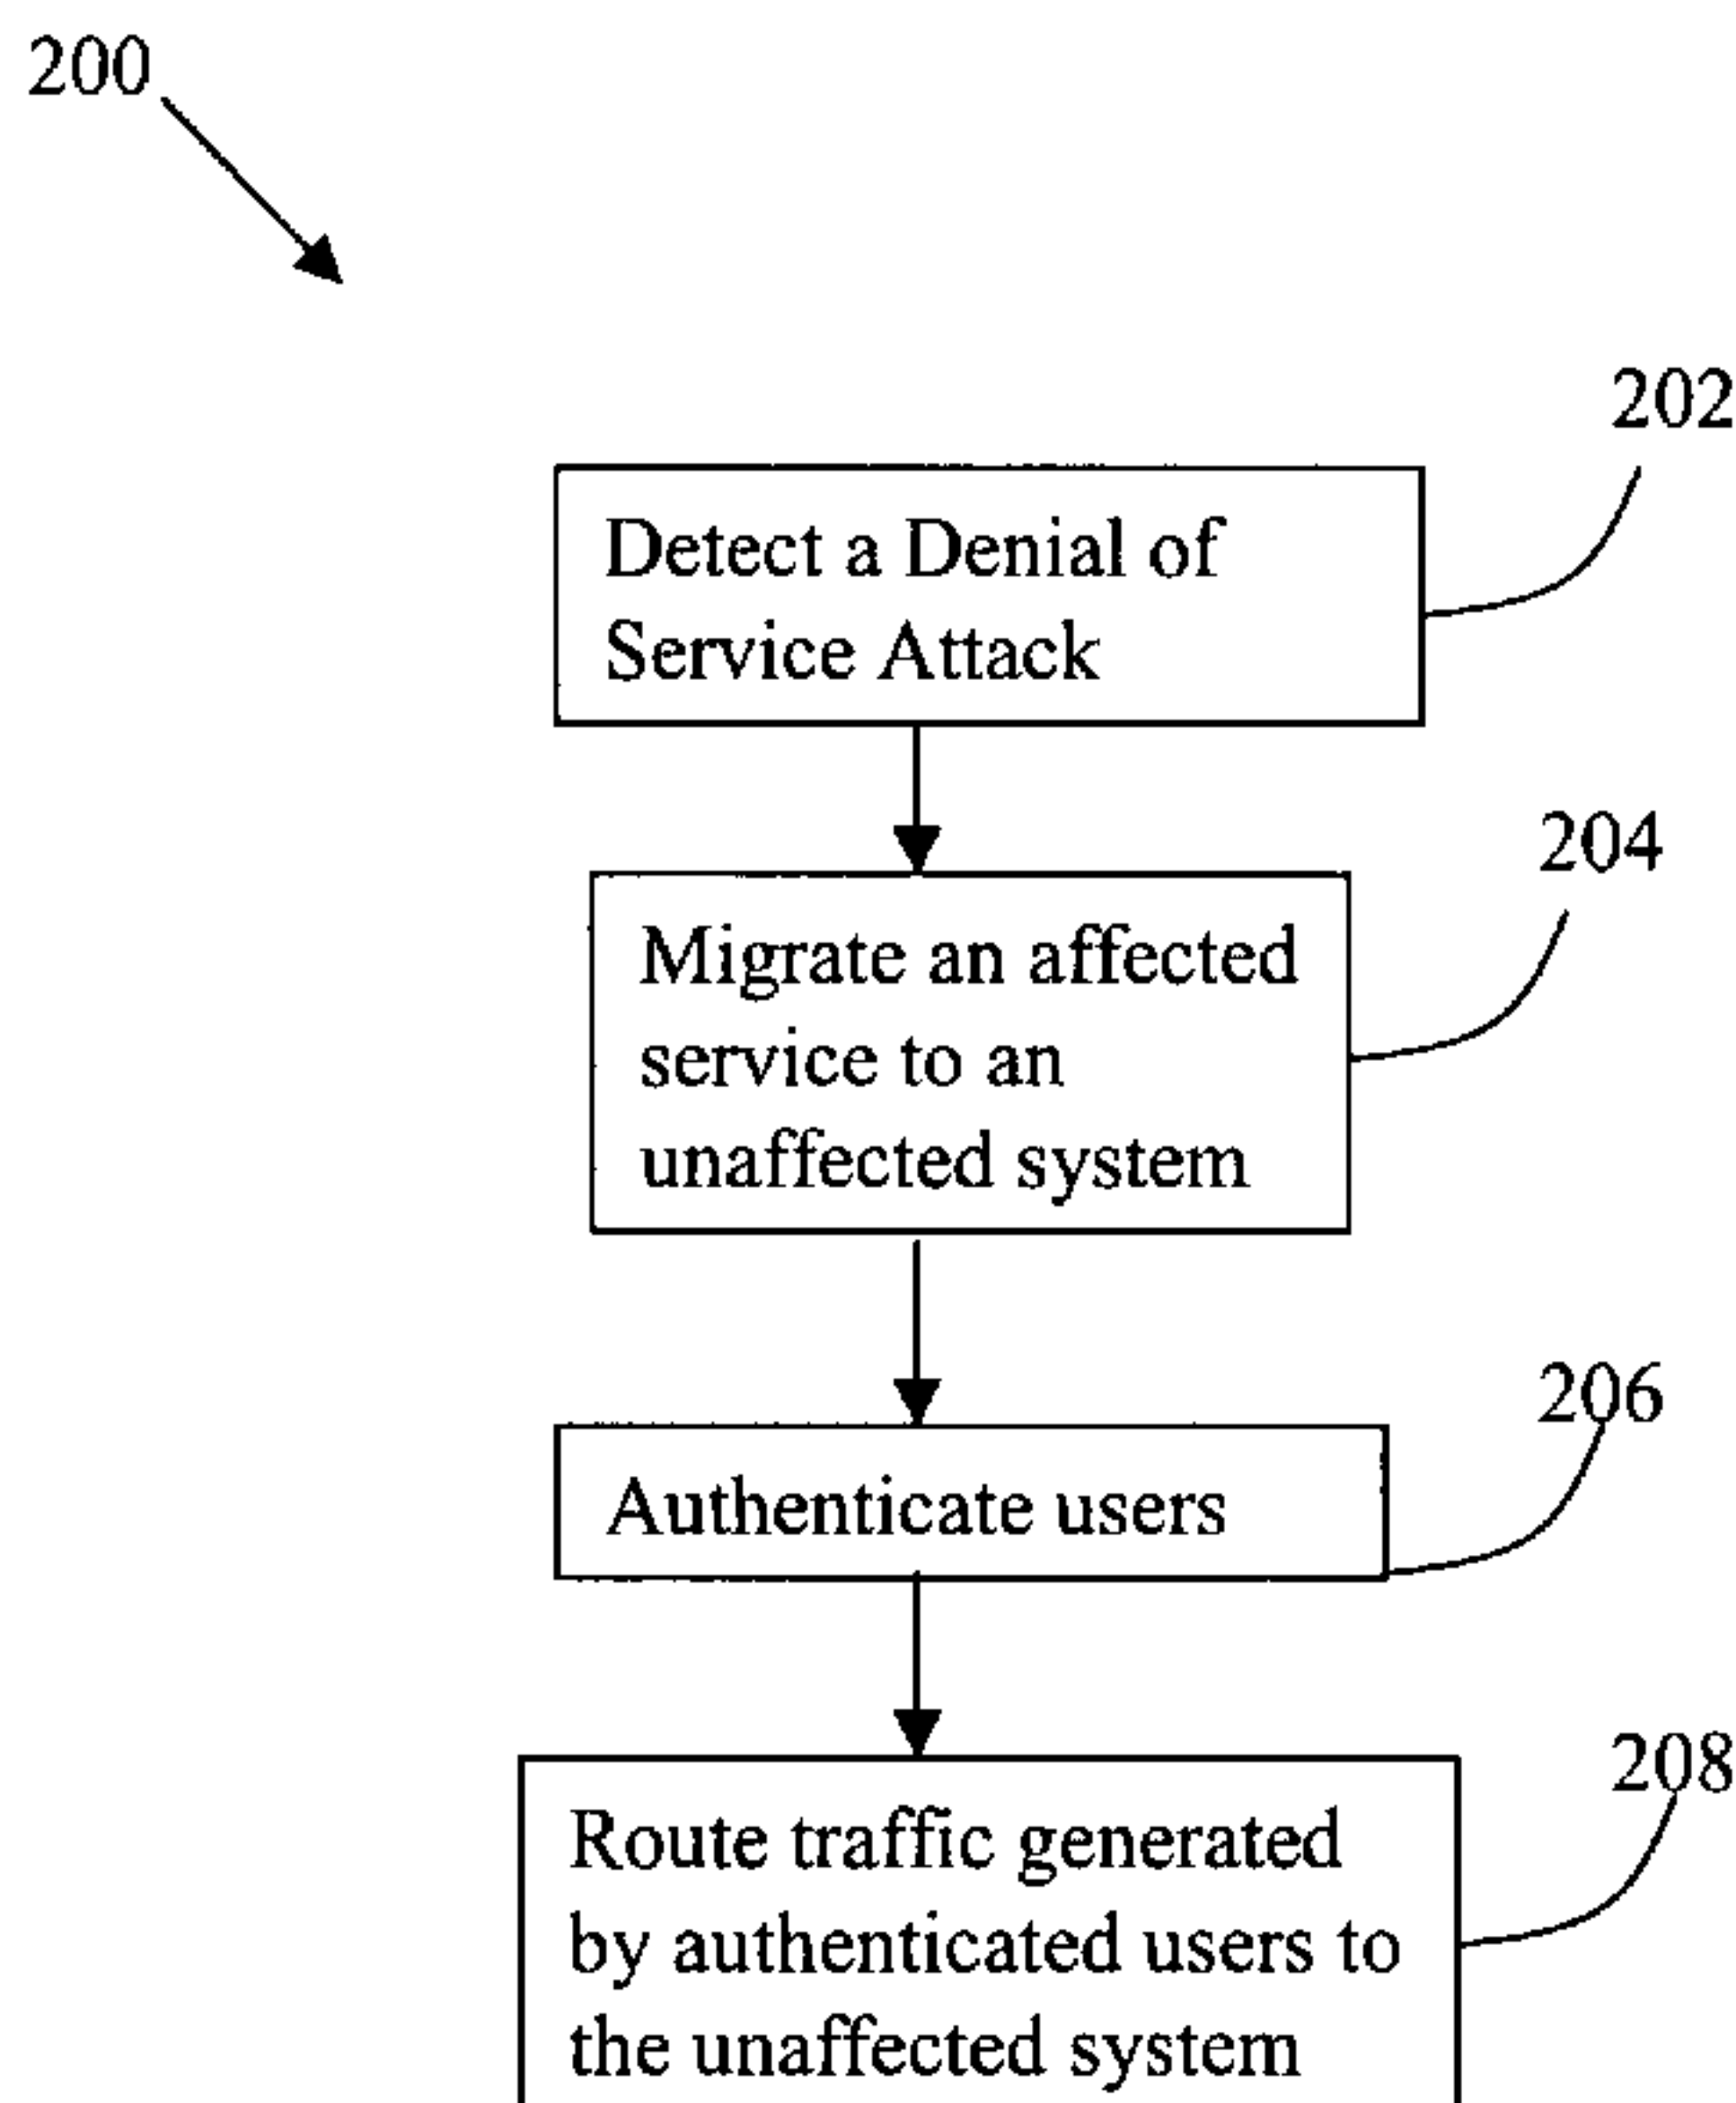 200
202
Detect a Denial of
Service Attack
204
Migrate an affected
service to an
unaffected system
206
Authenticate users
208
Route traffic generated
by authenticated users to
the unaffected system